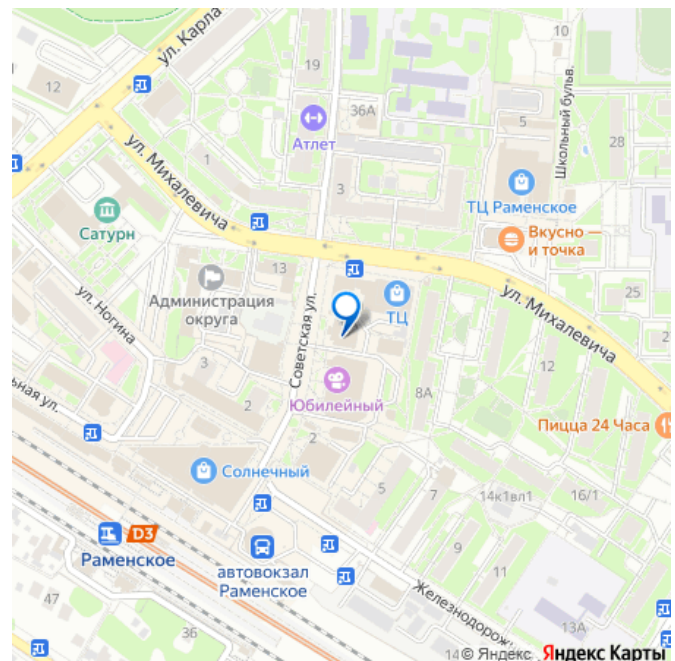 ул. Карла
10
12
19
36А
Атлет
5
Школьный бульв.
28
ул. Михалевича
1
3
ТЦ Раменское
Сатурн
Вкусно —
и точка
13
Администрация
округа
ул. Ногина
Советская ул.
ТЦ
ул. Михалевича
25
2
3
12
Юбилейный
8А
2
ьная ул.
2
Пицца 24 Часа
Солнечный
5
7
14к1вл1
16/1
D3
Раменское
автовокзал
Раменское
9
11
Железнодорож
47
36
13А
14
© Яндекс Яндекс Карты